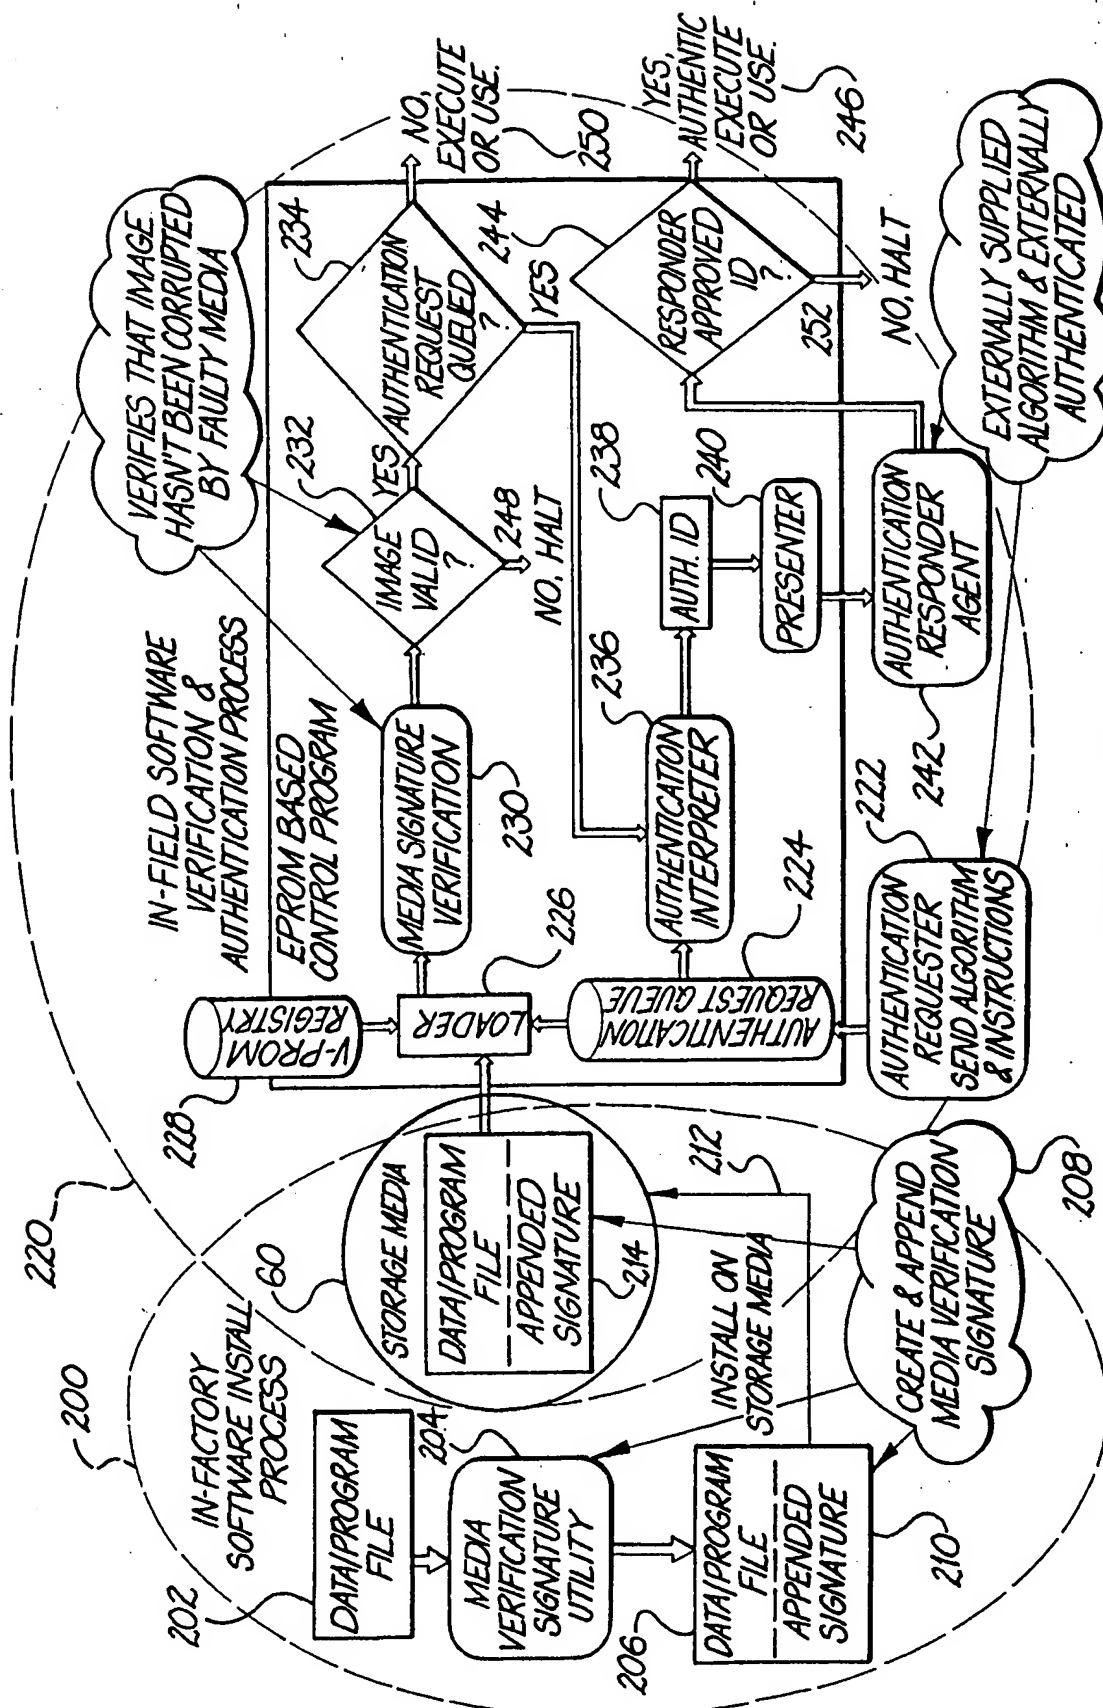 200
IN-FACTORY
SOFTWARE INSTALL
PROCESS
202
DATA/PROGRAM
FILE
204
MEDIA
VERIFICATION
SIGNATURE
UTILITY
206
DATA/PROGRAM
FILE
APPENDED
SIGNATURE
210
INSTALL ON
STORAGE MEDIA
212
CREATE & APPEND
MEDIA VERIFICATION
SIGNATURE
208
60
STORAGE MEDIA
DATA/PROGRAM
FILE
APPENDED
SIGNATURE
214
220
IN-FIELD SOFTWARE
VERIFICATION &
AUTHENTICATION PROCESS
228
V-PROM
REGISTRY
EPROM BASED
CONTROL PROGRAM
LOADER
226
AUTHENTICATION
REQUEST QUEUE
224
AUTHENTICATION
REQUESTER
SEND ALGORITHM
& INSTRUCTIONS
222
MEDIA SIGNATURE
VERIFICATION
230
VERIFIES THAT IMAGE
HASN'T BEEN CORRUPTED
BY FAULTY MEDIA
232
IMAGE
VALID
?
YES
248
NO, HALT
234
AUTHENTICATION
REQUEST
QUEUED
?
YES
NO,
EXECUTE
OR USE.
250
AUTHENTICATION
INTERPRETER
236
AUTH. ID
238
PRESENTER
240
AUTHENTICATION
RESPONDER
AGENT
242
244
RESPONDER
APPROVED
ID
?
252
NO, HALT
YES,
AUTHENTIC
EXECUTE
OR USE.
246
EXTERNALLY SUPPLIED
ALGORITHM & EXTERNALLY
AUTHENTICATED